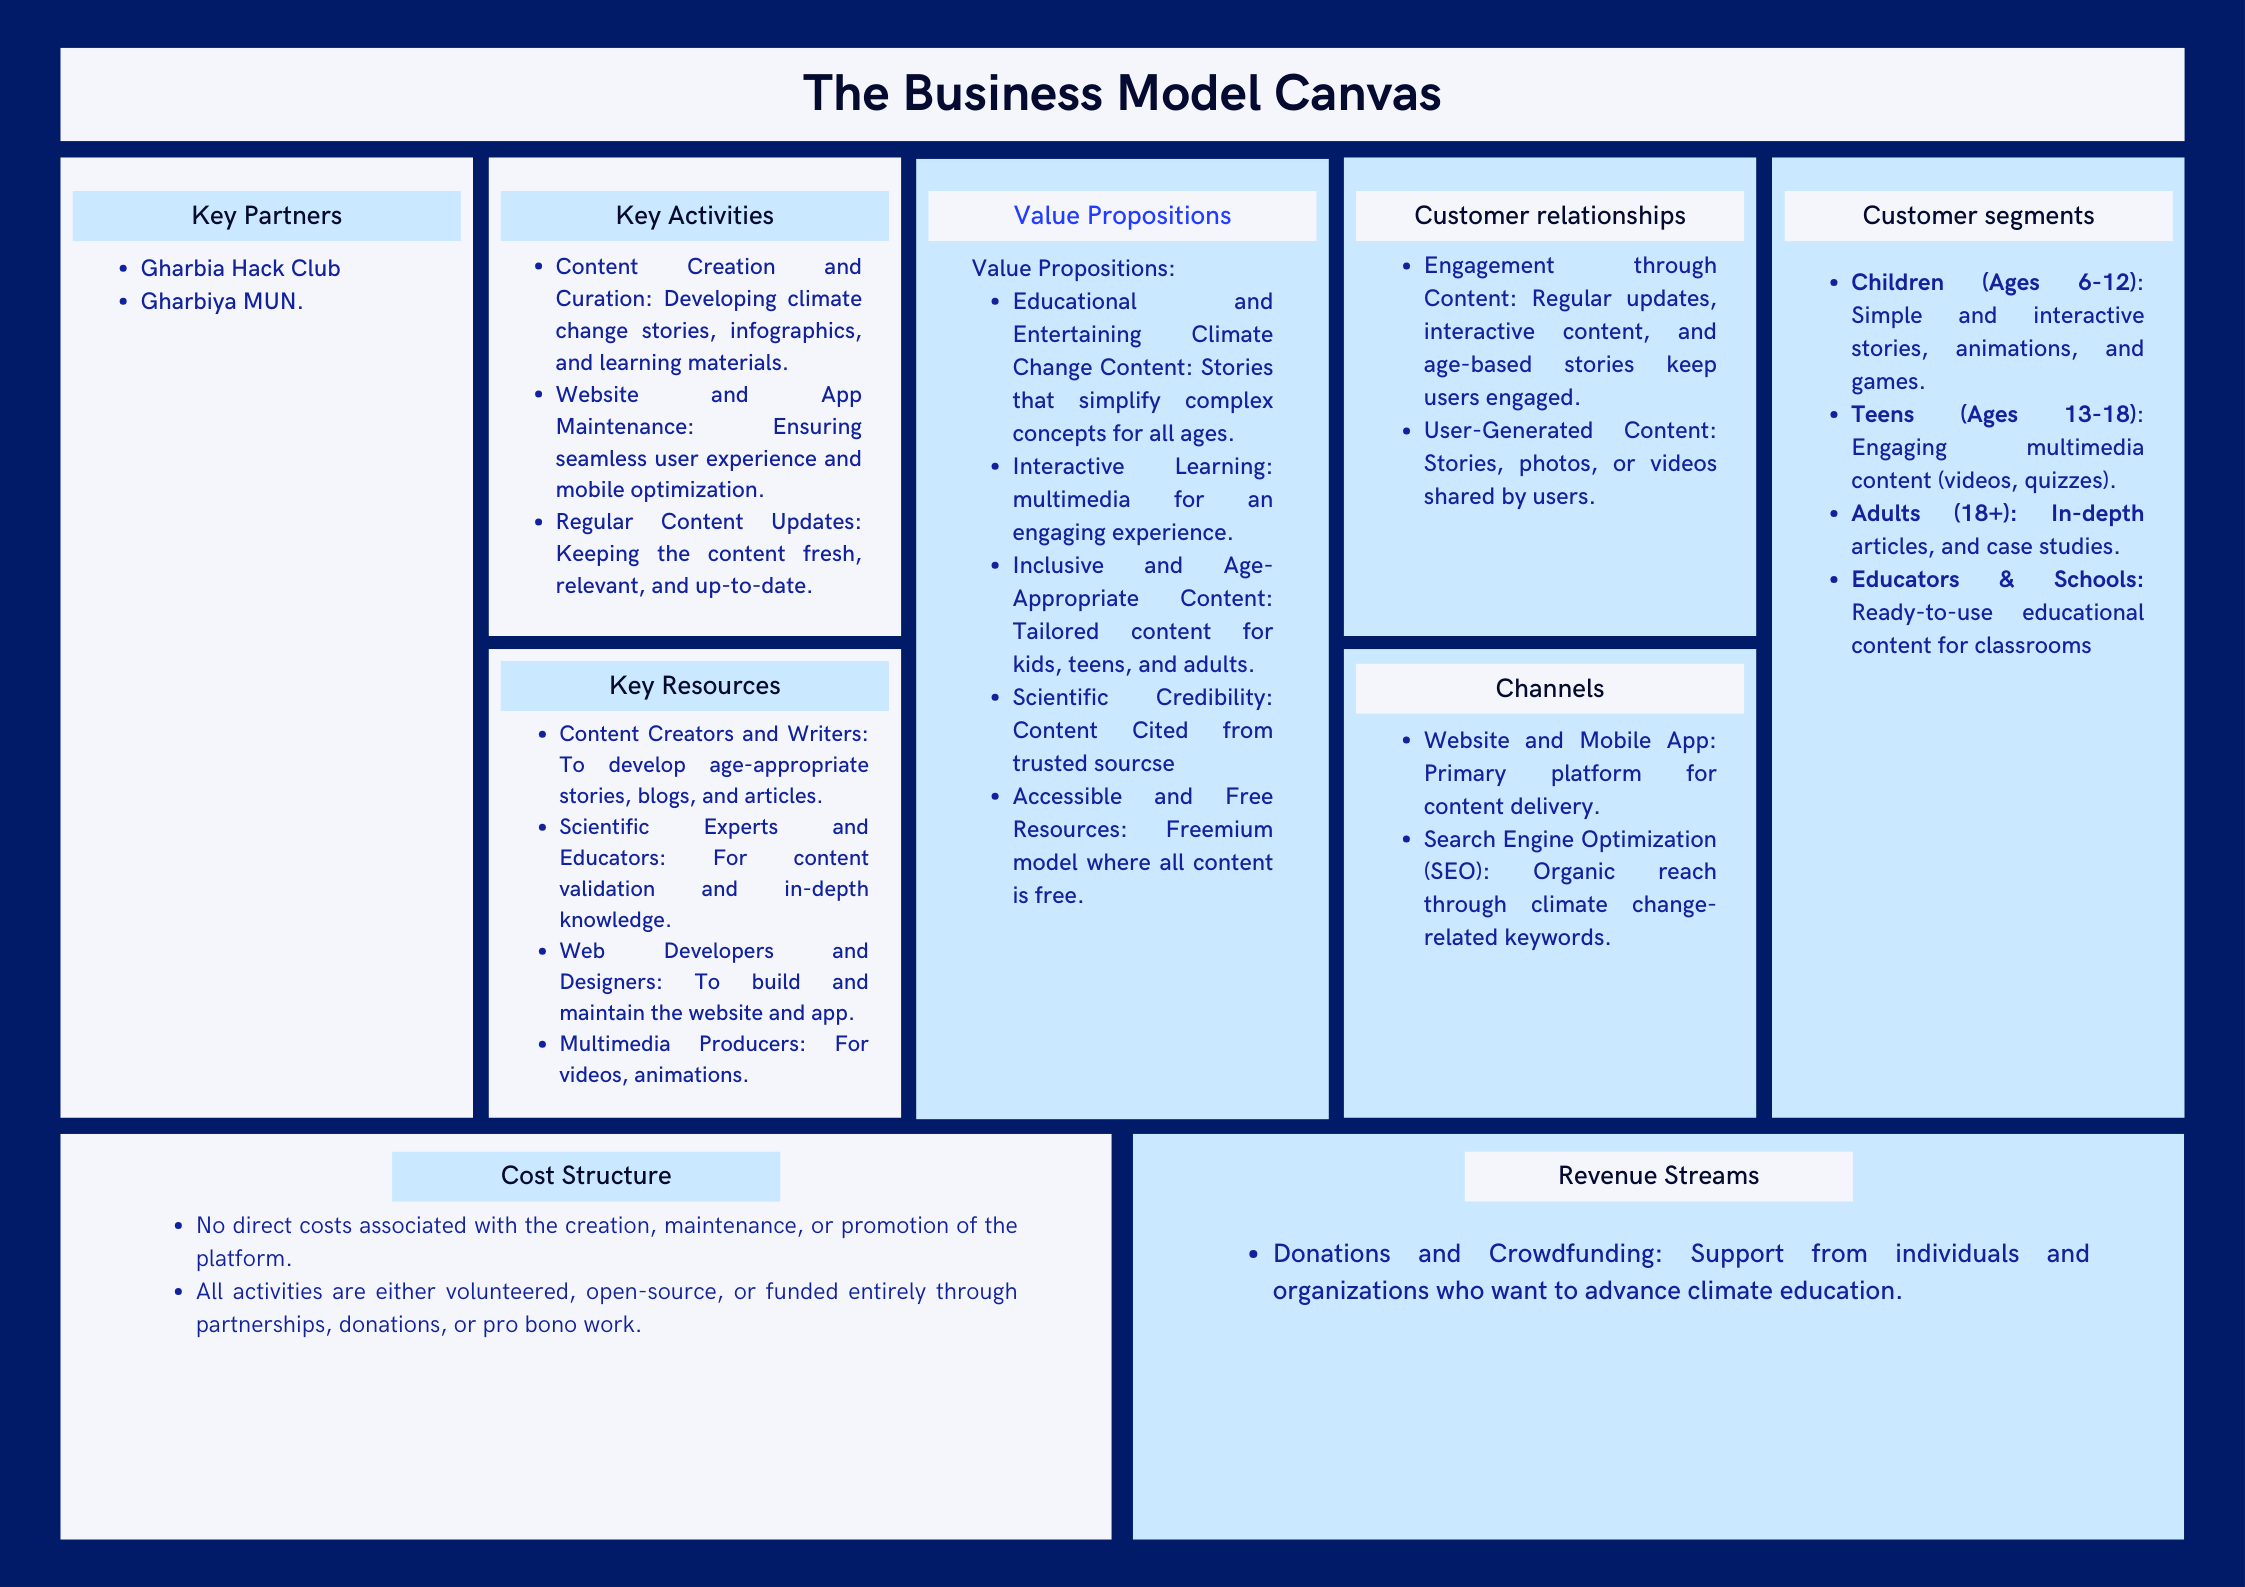 The Business Model Canvas
Key Partners
• Gharbia Hack Club
• Gharbiya MUN.
Key Activities
• Content Creation and
Curation: Developing climate
change stories, infographics,
and learning materials.
• Website and App
Maintenance: Ensuring
seamless user experience and
mobile optimization.
• Regular Content Updates:
Keeping the content fresh,
relevant, and up-to-date.
Key Resources
• Content Creators and Writers:
To develop age-appropriate
stories, blogs, and articles.
• Scientific Experts and
Educators: For content
validation and in-depth
knowledge.
• Web Developers and
Designers: To build and
maintain the website and app.
• Multimedia Producers: For
videos, animations.
Value Propositions
Value Propositions:
• Educational and
Entertaining Climate
Change Content: Stories
that simplify complex
concepts for all ages.
• Interactive Learning:
multimedia for an
engaging experience.
• Inclusive and Age-
Appropriate Content:
Tailored content for
kids, teens, and adults.
• Scientific Credibility:
Content Cited from
trusted sourcse
• Accessible and Free
Resources: Freemium
model where all content
is free.
Customer relationships
• Engagement through
Content: Regular updates,
interactive content, and
age-based stories keep
users engaged.
• User-Generated Content:
Stories, photos, or videos
shared by users.
Channels
• Website and Mobile App:
Primary platform for
content delivery.
• Search Engine Optimization
(SEO): Organic reach
through climate change-
related keywords.
Customer segments
• Children (Ages 6-12):
Simple and interactive
stories, animations, and
games.
• Teens (Ages 13-18):
Engaging multimedia
content (videos, quizzes).
• Adults (18+): In-depth
articles, and case studies.
• Educators & Schools:
Ready-to-use educational
content for classrooms
Cost Structure
• No direct costs associated with the creation, maintenance, or promotion of the
platform.
• All activities are either volunteered, open-source, or funded entirely through
partnerships, donations, or pro bono work.
Revenue Streams
• Donations and Crowdfunding: Support from individuals and
organizations who want to advance climate education.